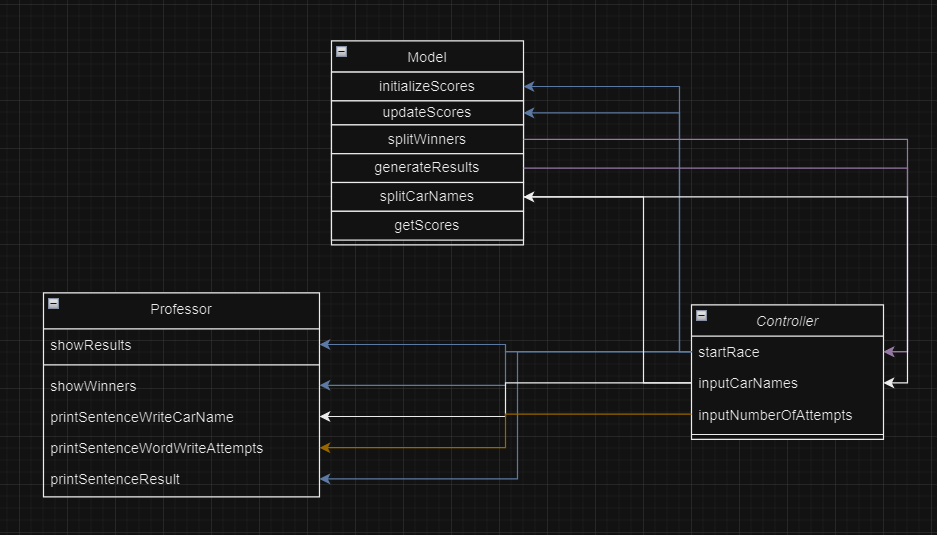 Model
initializeScores
updateScores
splitWinners
generateResults
splitCarNames
getScores
Professor
showResults
showWinners
printSentenceWriteCarName
printSentenceWordWriteAttempts
printSentenceResult
Controller
startRace
inputCarNames
inputNumberOfAttempts